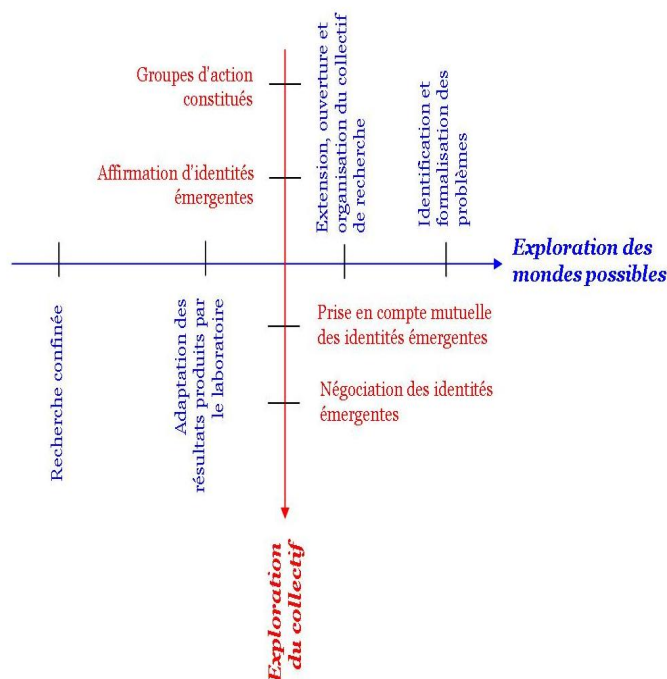 Groupes d'action
constitués
Affirmation d'identités
émergentes
Extension, ouverture et
organisation du collectif
de recherche
Identification et
formalisation des
problèmes
Exploration des
mondes possibles
Recherche confinée
Adaptation des
résultats produits par
le laboratoire
Prise en compte mutuelle
des identités émergentes
Négociation des identités
émergentes
Exploration
du collectif